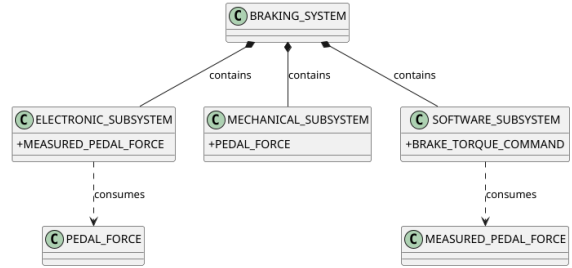 C BRAKING_SYSTEM
contains
contains
contains
C ELECTRONIC_SUBSYSTEM
+MEASURED_PEDAL_FORCE
C MECHANICAL_SUBSYSTEM
+PEDAL_FORCE
C SOFTWARE_SUBSYSTEM
+BRAKE_TORQUE_COMMAND
consumes
consumes
C PEDAL_FORCE
C MEASURED_PEDAL_FORCE